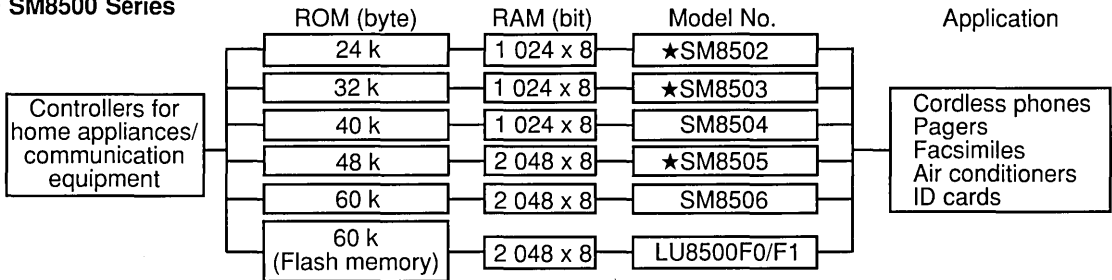 SM8500 Series
ROM (byte) RAM (bit) Model No. Application
24 k 1 024 x 8 ★SM8502
32 k 1 024 x 8 ★SM8503
40 k 1 024 x 8 SM8504
48 k 2 048 x 8 ★SM8505
60 k 2 048 x 8 SM8506
60 k
(Flash memory) 2 048 x 8 LU8500F0/F1
Controllers for
home appliances/
communication
equipment
Cordless phones
Pagers
Facsimiles
Air conditioners
ID cards